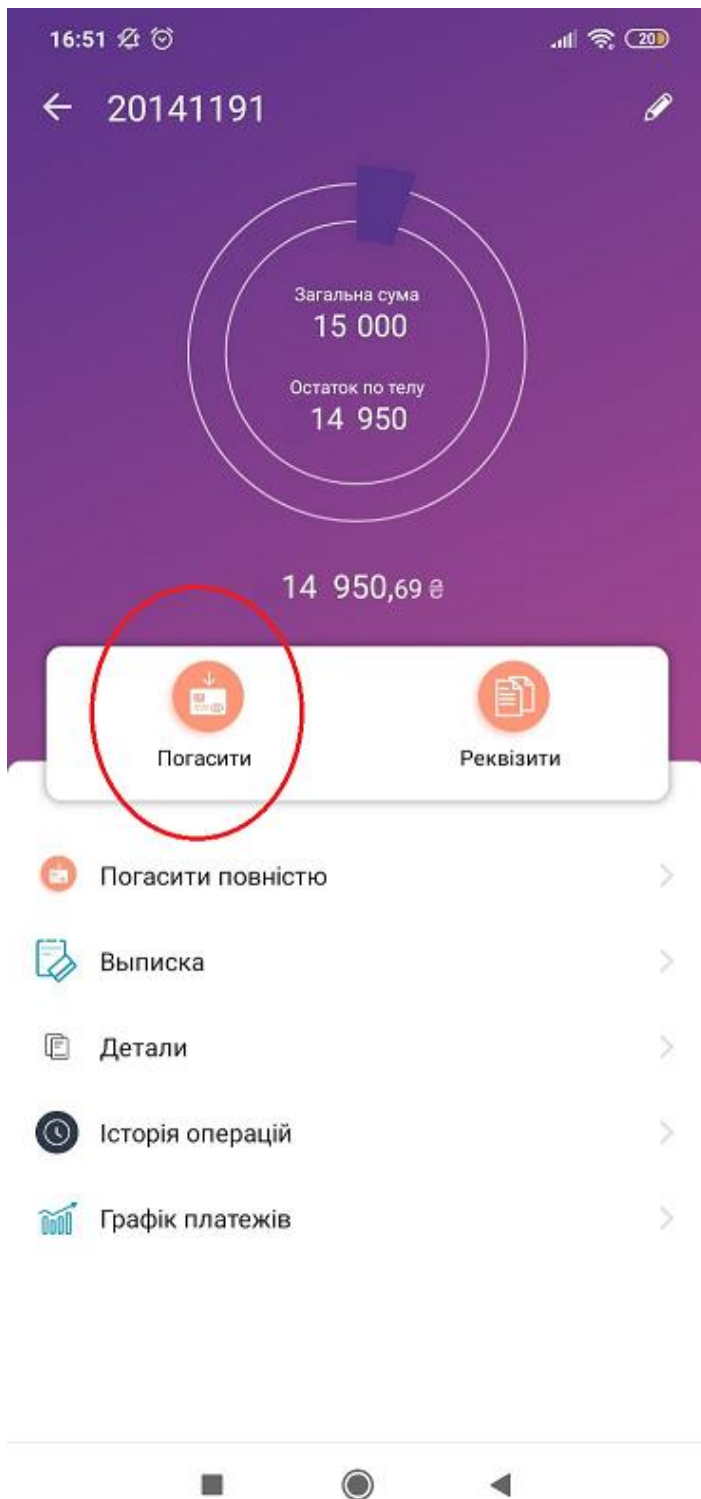 16:51 20
20141191
Загальна сума
15 000
Остаток по телу
14 950
14 950,69 ₴
Погасити Реквізити
Погасити повністю
Выписка
Детали
Історія операцій
Графік платежів